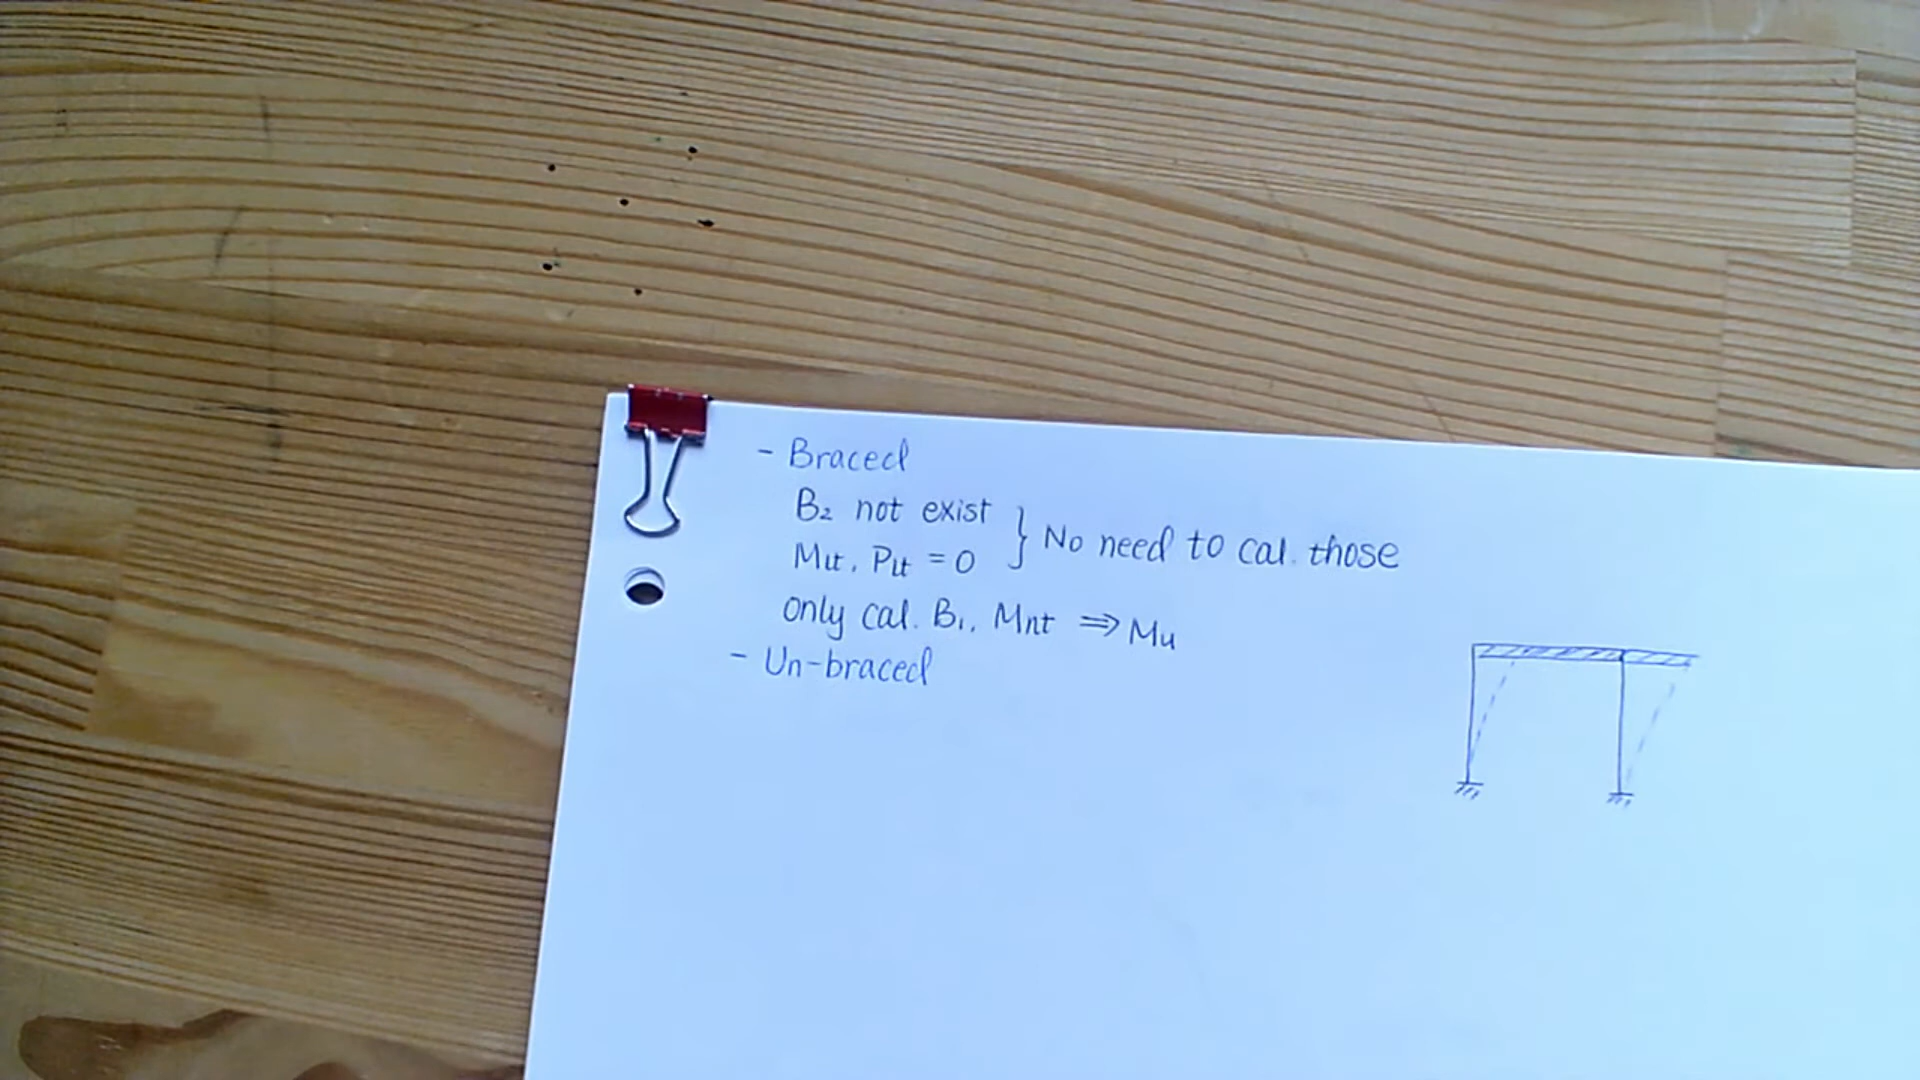 - Braced
B₂ not exist } No need to cal. those
Mlt, Plt = 0
only cal. B₁, Mnt ⇒ Mu
- Un-braced